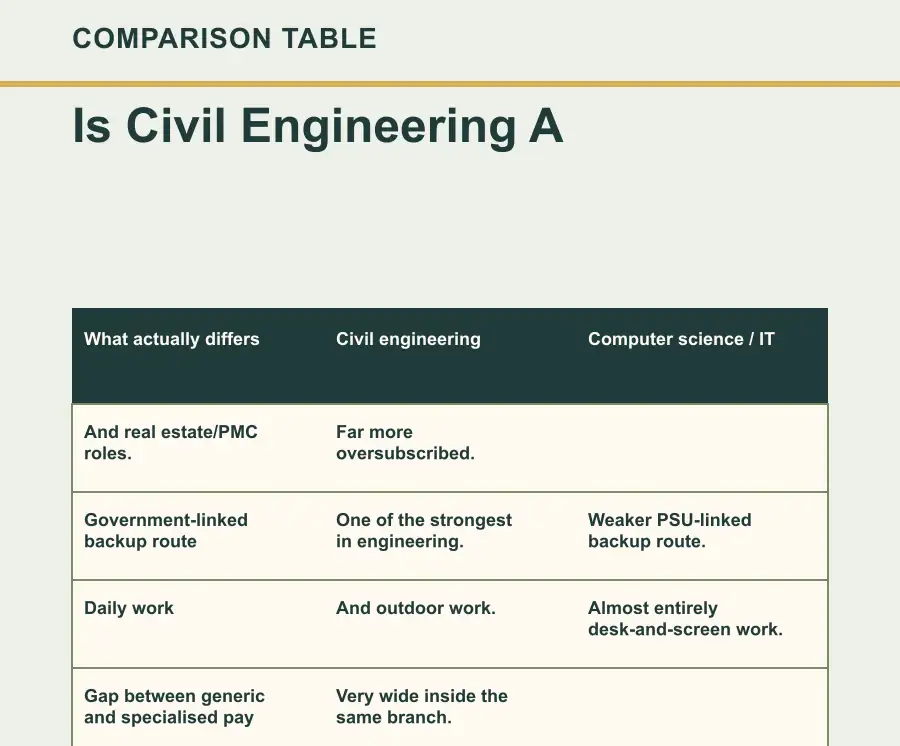 COMPARISON TABLE
Is Civil Engineering A
What actually differs
Civil engineering
Computer science / IT
And real estate/PMC
roles.
Far more
oversubscribed.
Government-linked
backup route
One of the strongest
in engineering.
Weaker PSU-linked
backup route.
Daily work
And outdoor work.
Almost entirely
desk-and-screen work.
Gap between generic
and specialised pay
Very wide inside the
same branch.